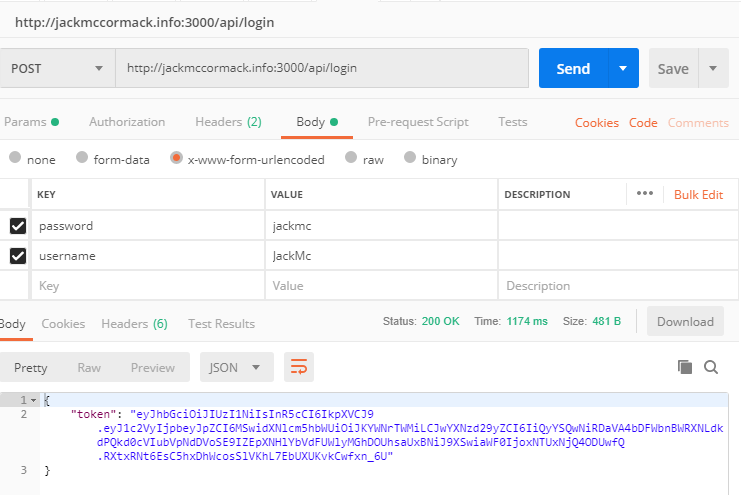 http://jackmccormack.info:3000/api/login
POST http://jackmccormack.info:3000/api/login Send Save
Params Authorization Headers (2) Body Pre-request Script Tests Cookies Code Comments
none form-data x-www-form-urlencoded raw binary
KEY VALUE DESCRIPTION ••• Bulk Edit
password jackmc
username JackMc
Key Value Description
Body Cookies Headers (6) Test Results Status: 200 OK Time: 1174 ms Size: 481 B Download
Pretty Raw Preview JSON
1 {
2 "token": "eyJhbGciOiJIUzI1NiIsInR5cCI6IkpXVCJ9
.eyJ1c2VyIjpbeyJpZCI6MSwidXNlcm5hbWUiOiJKYWNrTWMiLCJwYXNzd29yZCI6IiQyYSQwNiRDaVA4bDFWbnBWRXNLdk
dPQkd0cVIubVpNdDVoSE9IZEpXNHlYbVdFUWlyMGhDOUhsaUxBNiJ9XSwiaWF0IjoxNTUxNjQ4ODUwfQ
.RXtxRNt6EsC5hxDhWcosSlVKhL7EbUXUKvkCwfxn_6U"
3 }